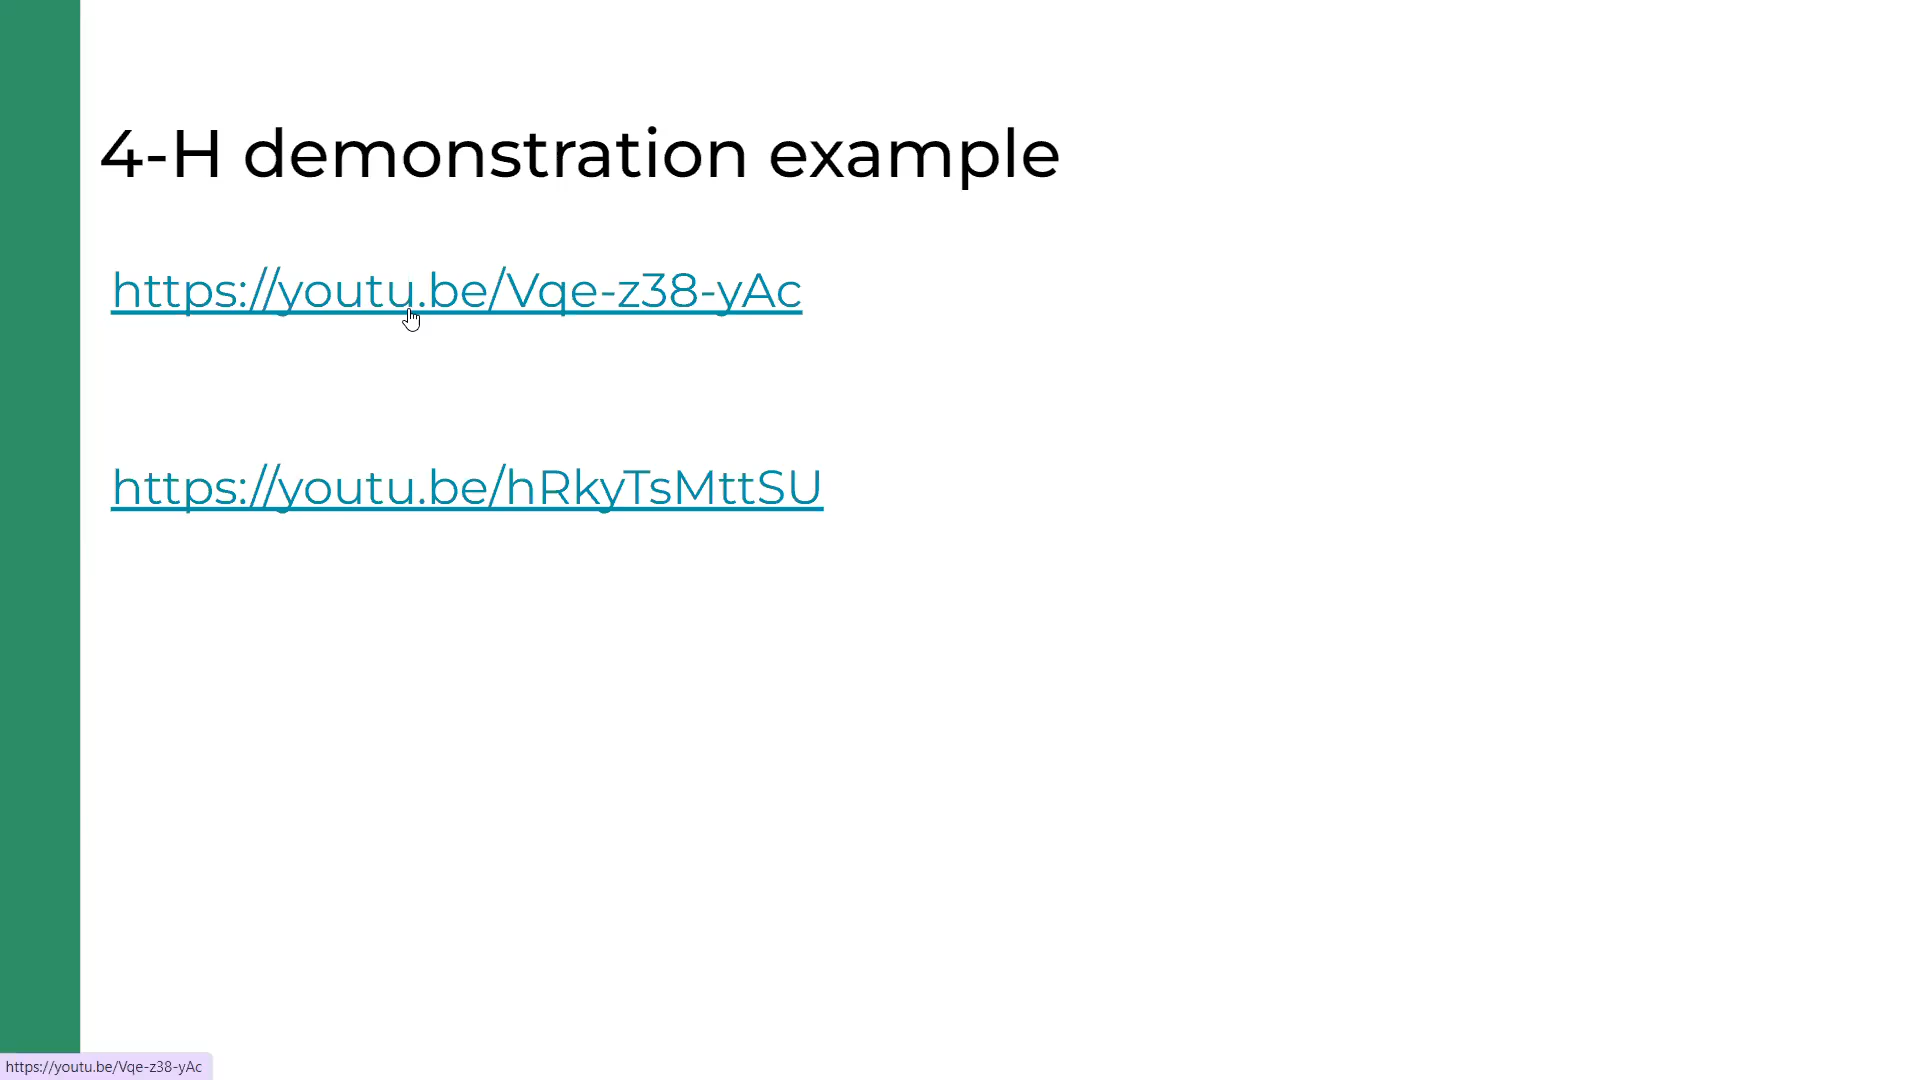 4-H demonstration example
https://youtu.be/Vqe-z38-yAc
https://youtu.be/hRkyTsMttSU
https://youtu.be/Vqe-z38-yAc